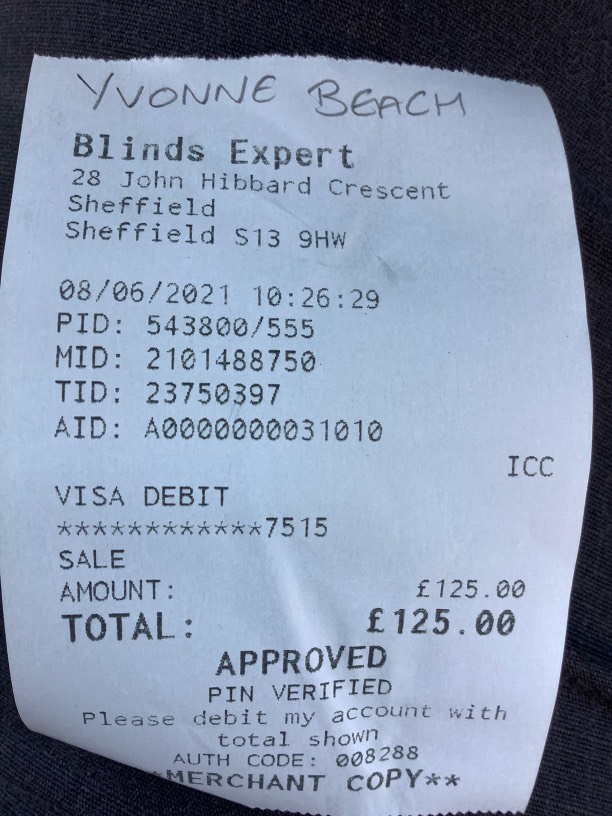 YVONNE BEACH
Blinds Expert
28 John Hibbard Crescent
Sheffield
Sheffield S13 9HW
08/06/2021 10:26:29
PID: 543800/555
MID: 2101488750
TID: 23750397
AID: A0000000031010
ICC
VISA DEBIT
************7515
SALE
AMOUNT: £125.00
TOTAL: £125.00
APPROVED
PIN VERIFIED
Please debit my account with
total shown
AUTH CODE: 008288
*MERCHANT COPY**